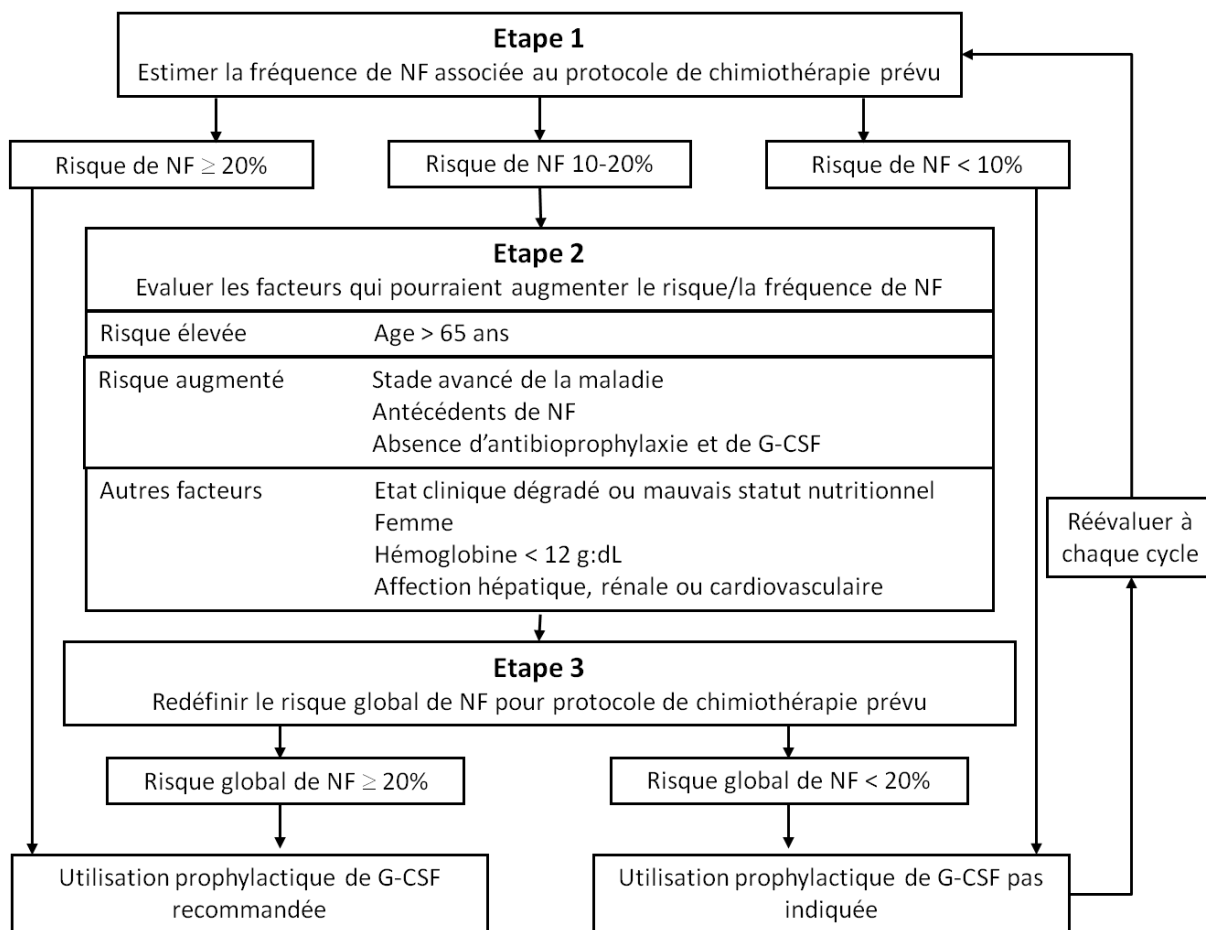 Etape 1
Estimer la fréquence de NF associée au protocole de chimiothérapie prévu
Risque de NF ≥ 20%
Risque de NF 10-20%
Risque de NF < 10%
Etape 2
Evaluer les facteurs qui pourraient augmenter le risque/la fréquence de NF
Risque élevée Age > 65 ans
Risque augmenté Stade avancé de la maladie
Antécédents de NF
Absence d'antibioprophylaxie et de G-CSF
Autres facteurs Etat clinique dégradé ou mauvais statut nutritionnel
Femme
Hémoglobine < 12 g:dL
Affection hépatique, rénale ou cardiovasculaire
Réévaluer à
chaque cycle
Etape 3
Redéfinir le risque global de NF pour protocole de chimiothérapie prévu
Risque global de NF ≥ 20%
Risque global de NF < 20%
Utilisation prophylactique de G-CSF
recommandée
Utilisation prophylactique de G-CSF pas
indiquée